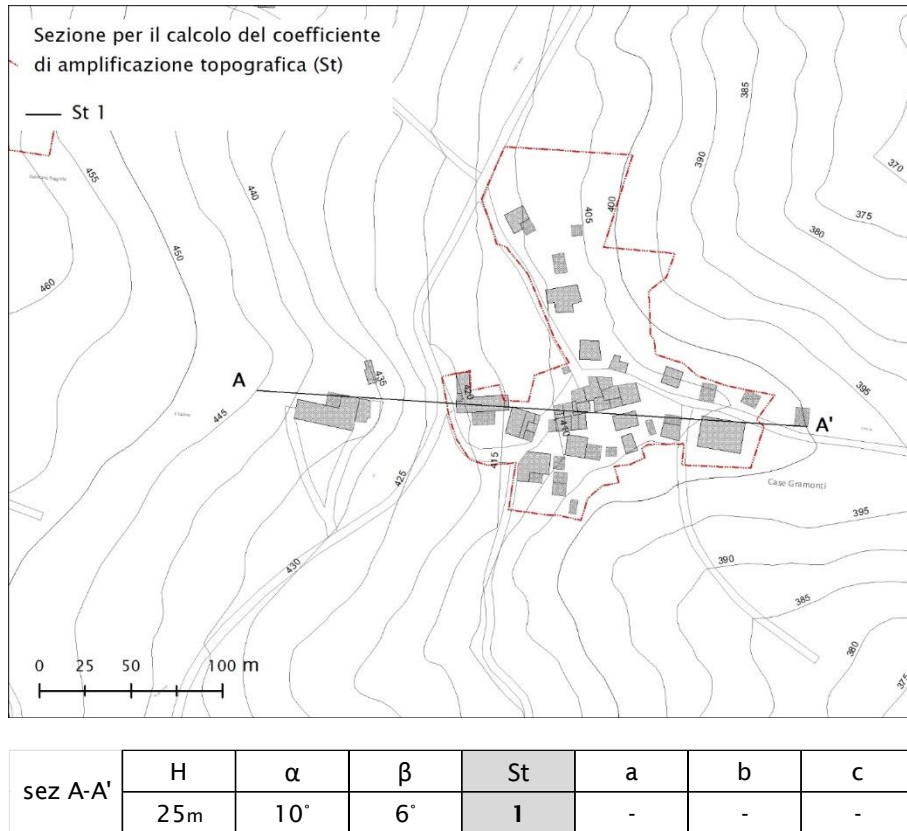 Sezione per il calcolo del coefficiente
di amplificazione topografica (St)
St 1
455
450
440
460
445
435
430
425
420
415
410
405
400
385
390
370
375
380
395
A
A'
Case Gramonti
395
390
385
380
375
0 25 50 100 m
sez A-A' H α β St a b c
25m 10° 6° 1 - - -